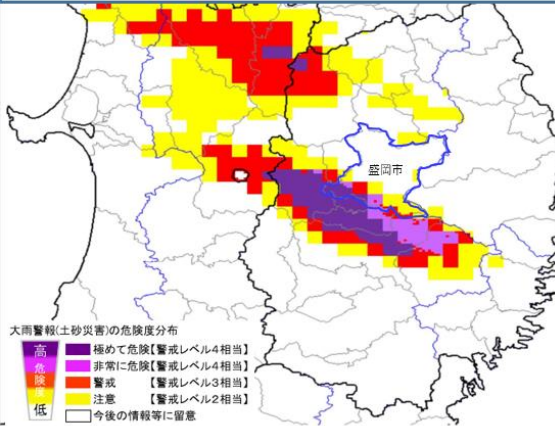 盛岡市
大雨警報(土砂災害)の危険度分布
高
危険度
低
極めて危険【警戒レベル4相当】
非常に危険【警戒レベル4相当】
警戒 【警戒レベル3相当】
注意 【警戒レベル2相当】
今後の情報等に留意